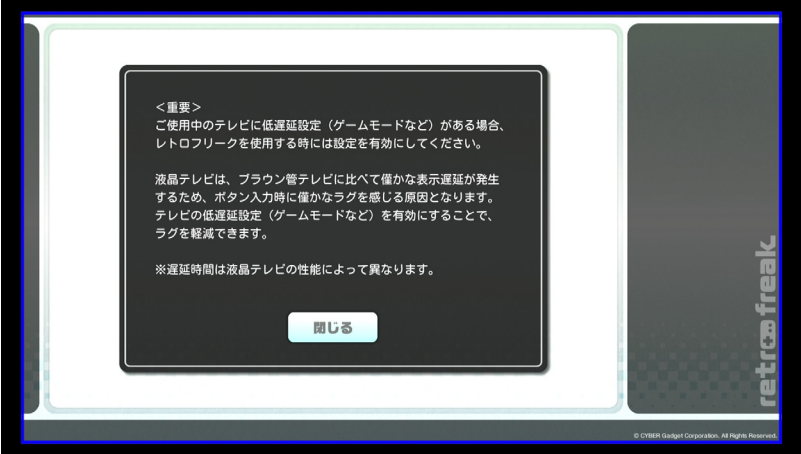 ＜重要＞
ご使用中のテレビに低遅延設定（ゲームモードなど）がある場合、
レトロフリークを使用する時には設定を有効にしてください。
液晶テレビは、ブラウン管テレビに比べて僅かな表示遅延が発生
するため、ボタン入力時に僅かなラグを感じる原因となります。
テレビの低遅延設定（ゲームモードなど）を有効にすることで、
ラグを軽減できます。
※遅延時間は液晶テレビの性能によって異なります。
閉じる
retro freak.
© CYBER Gadget Corporation. All Rights Reserved.